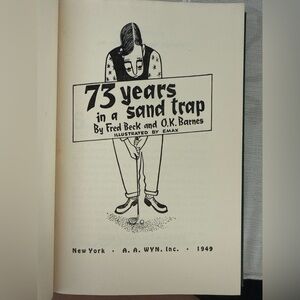 73 years
in a sand trap
By Fred Beck and O.K. Barnes
ILLUSTRATED BY EMAX
New York • A. A. WYN, Inc. • 1949